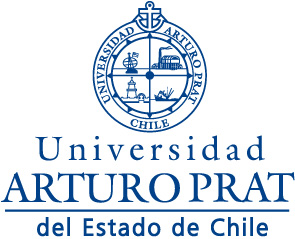 UNIVERSIDAD ARTURO PRAT
CHILE
Universidad
ARTURO PRAT
del Estado de Chile